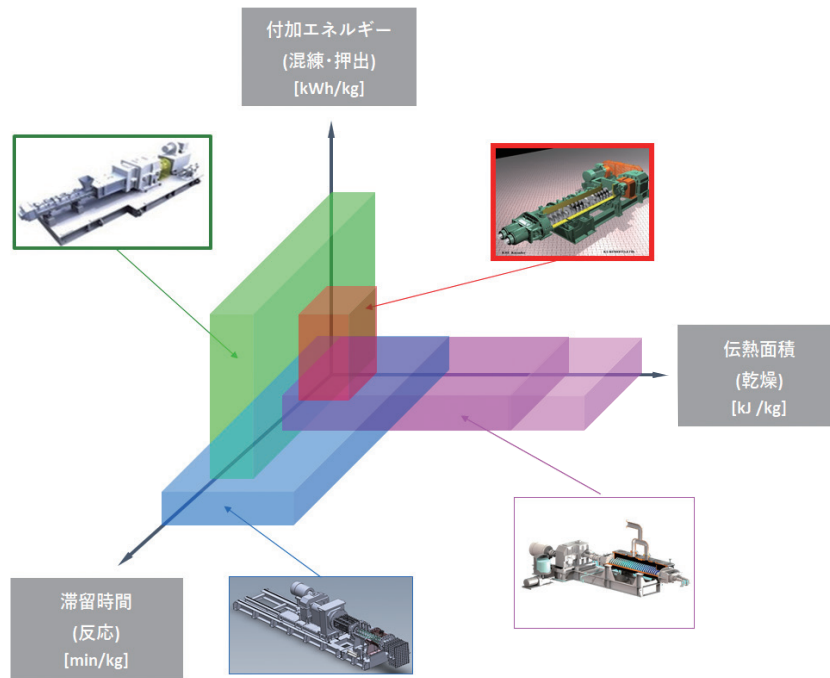 付加エネルギー
(混練・押出)
[kWh/kg]
伝熱面積
(乾燥)
[kJ /kg]
滞留時間
(反応)
[min/kg]